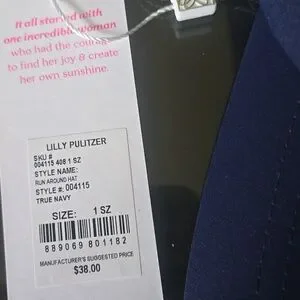 It all started with
one incredible woman
who had the courage
to find her joy & create
her own sunshine.
LILLY PULITZER
SKU #
004115 408 1 SZ
STYLE NAME:
RUN AROUND HAT
STYLE #: 004115
TRUE NAVY
SIZE: 1 SZ
889069 801182
MANUFACTURER'S SUGGESTED PRICE
$38.00